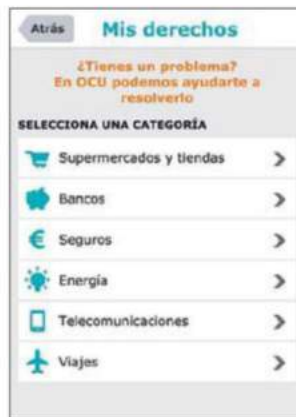 Atrás
Mis derechos
¿Tienes un problema?
En OCU podemos ayudarte a
resolverlo
SELECCIONA UNA CATEGORÍA
Supermercados y tiendas
Bancos
Seguros
Energía
Telecomunicaciones
Viajes